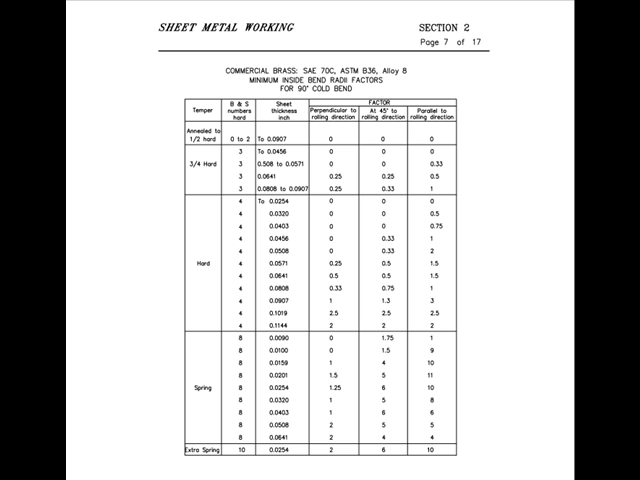 SHEET METAL WORKING SECTION 2
Page 7 of 17
COMMERCIAL BRASS: SAE 70C, ASTM B36, Alloy 8
MINIMUM INSIDE BEND RADII FACTORS
FOR 90° COLD BEND
Temper B & S numbers hard Sheet thickness inch FACTOR
Perpendicular to rolling direction At 45° to rolling direction Parallel to rolling direction
Annealed to 1/2 hard 0 to 2 To 0.0907 0 0 0
3 To 0.0456 0 0 0
3/4 Hard 3 0.508 to 0.0571 0 0 0.33
3 0.0641 0.25 0.25 0.5
3 0.0808 to 0.0907 0.25 0.33 1
4 To 0.0254 0 0 0
4 0.0320 0 0 0.5
4 0.0403 0 0 0.75
4 0.0456 0 0.33 1
4 0.0508 0 0.33 2
Hard 4 0.0571 0.25 0.5 1.5
4 0.0641 0.5 0.5 1.5
4 0.0808 0.33 0.75 1
4 0.0907 1 1.3 3
4 0.1019 2.5 2.5 2.5
4 0.1144 2 2 2
8 0.0090 0 1.75 1
8 0.0100 0 1.5 9
8 0.0159 1 4 10
8 0.0201 1.5 5 11
Spring 8 0.0254 1.25 6 10
8 0.0320 1 5 8
8 0.0403 1 6 6
8 0.0508 2 5 5
8 0.0641 2 4 4
Extra Spring 10 0.0254 2 6 10